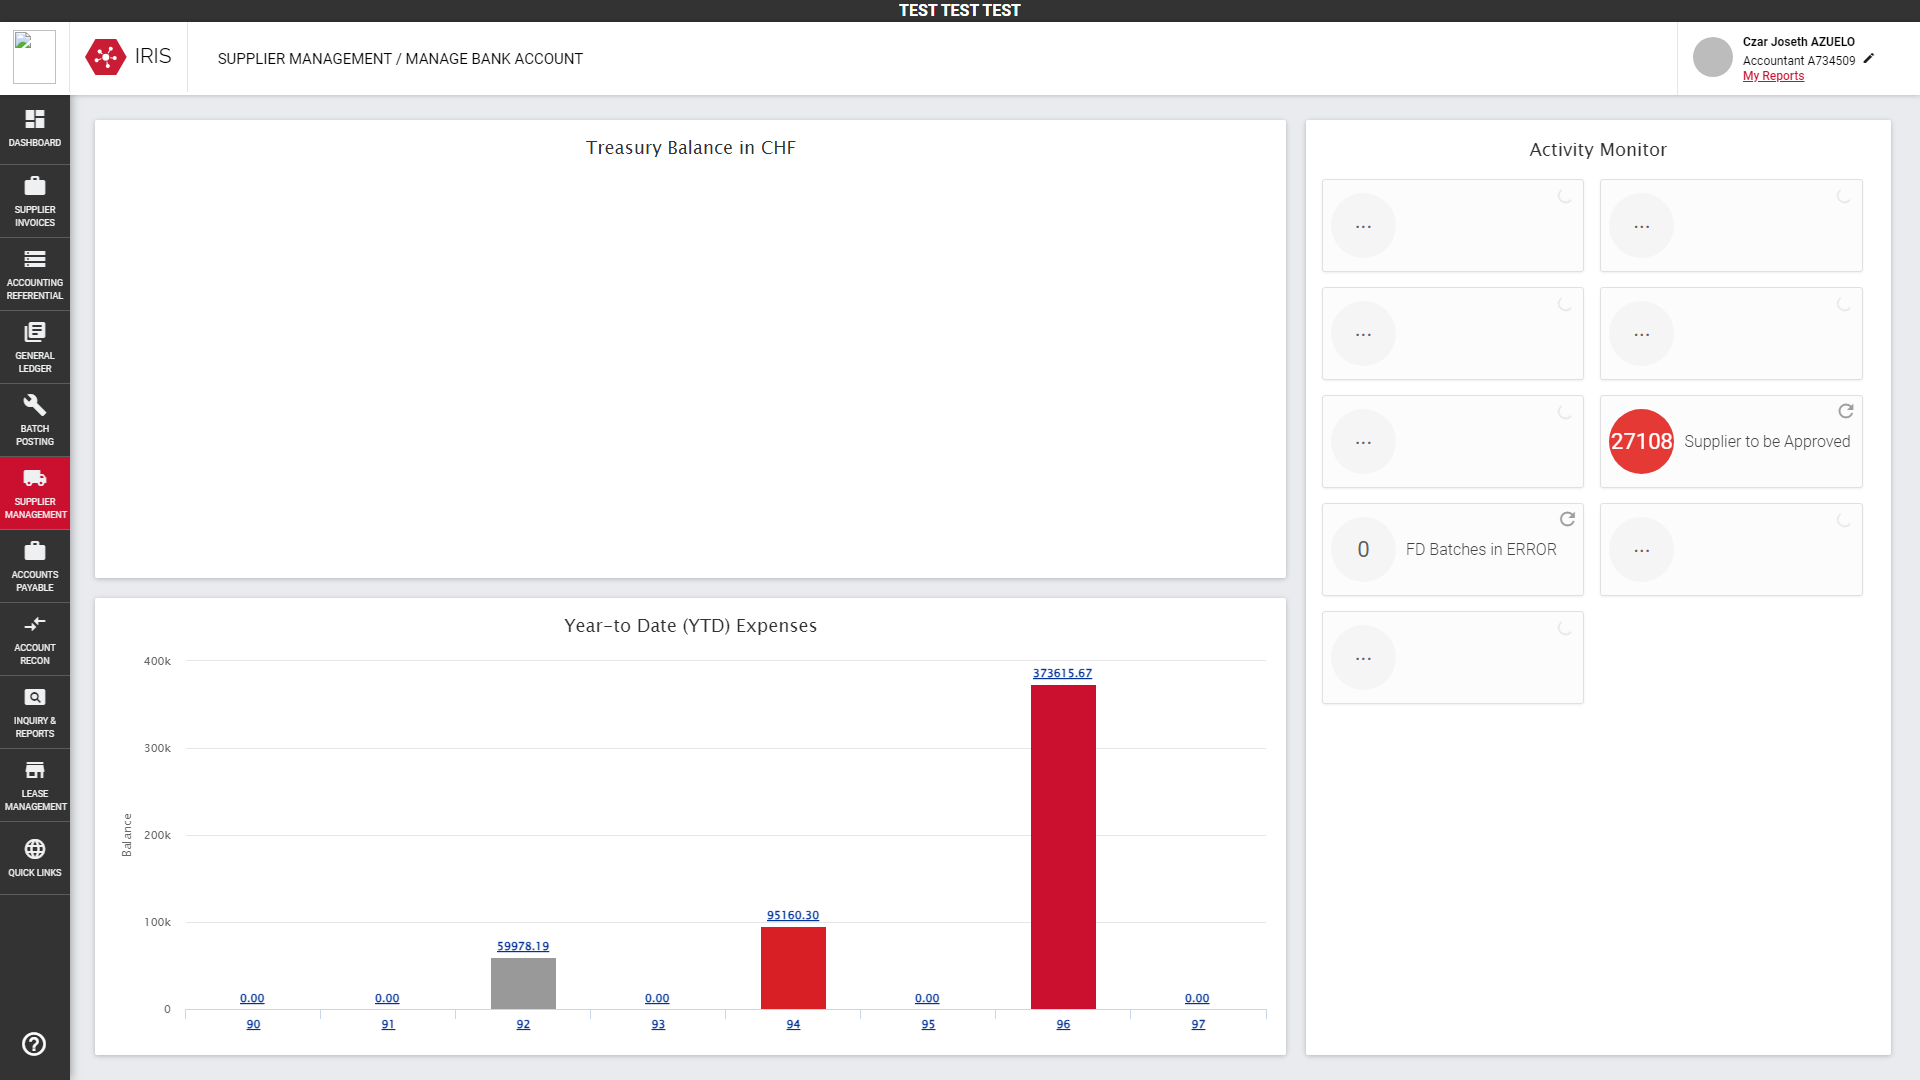 TEST TEST TEST
IRIS
SUPPLIER MANAGEMENT / MANAGE BANK ACCOUNT
Czar Joseth AZUELO
Accountant A734509
My Reports
DASHBOARD
SUPPLIER
INVOICES
ACCOUNTING
REFERENTIAL
GENERAL
LEDGER
BATCH
POSTING
SUPPLIER
MANAGEMENT
ACCOUNTS
PAYABLE
ACCOUNT
RECON
INQUIRY &
REPORTS
LEASE
MANAGEMENT
QUICK LINKS
Treasury Balance in CHF
Year-to Date (YTD) Expenses
Balance
400k
300k
200k
100k
0
0.00
0.00
59978.19
0.00
95160.30
0.00
373615.67
0.00
90
91
92
93
94
95
96
97
Activity Monitor
...
...
...
...
...
27108 Supplier to be Approved
0 FD Batches in ERROR
...
...